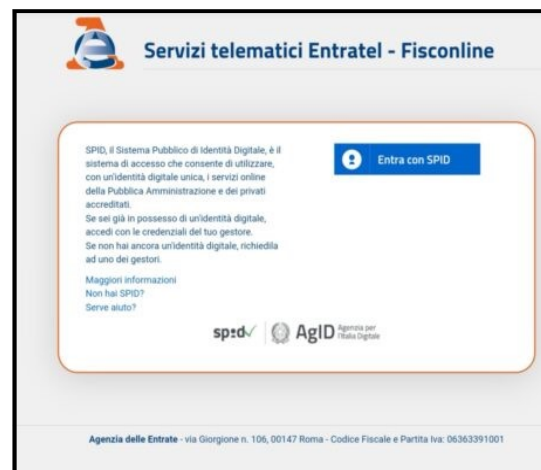 Servizi telematici Entratel - Fisconline
SPID, il Sistema Pubblico di Identità Digitale, è il
sistema di accesso che consente di utilizzare,
con un'identità digitale unica, i servizi online
della Pubblica Amministrazione e dei privati
accreditati.
Se sei già in possesso di un'identità digitale,
accedi con le credenziali del tuo gestore.
Se non hai ancora un'identità digitale, richiedila
ad uno dei gestori.
Entra con SPID
Maggiori informazioni
Non hai SPID?
Serve aiuto?
spid
AgID Agenzia per
l'Italia Digitale
Agenzia delle Entrate - via Giorgione n. 106, 00147 Roma - Codice Fiscale e Partita Iva: 06363391001